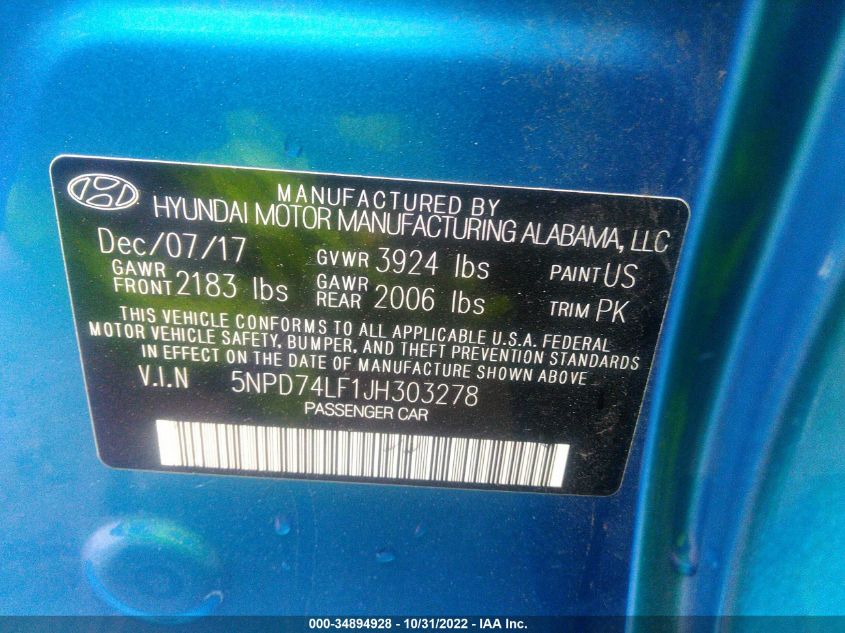 MANUFACTURED BY
HYUNDAI MOTOR MANUFACTURING ALABAMA, LLC
Dec/07/17 GVWR 3924 lbs PAINT US
GAWR FRONT 2183 lbs GAWR REAR 2006 lbs TRIM PK
THIS VEHICLE CONFORMS TO ALL APPLICABLE U.S.A. FEDERAL
MOTOR VEHICLE SAFETY, BUMPER, AND THEFT PREVENTION STANDARDS
IN EFFECT ON THE DATE OF MANUFACTURE SHOWN ABOVE.
V.I.N 5NPD74LF1JH303278
PASSENGER CAR
000-34894928 - 10/31/2022 - IAA Inc.